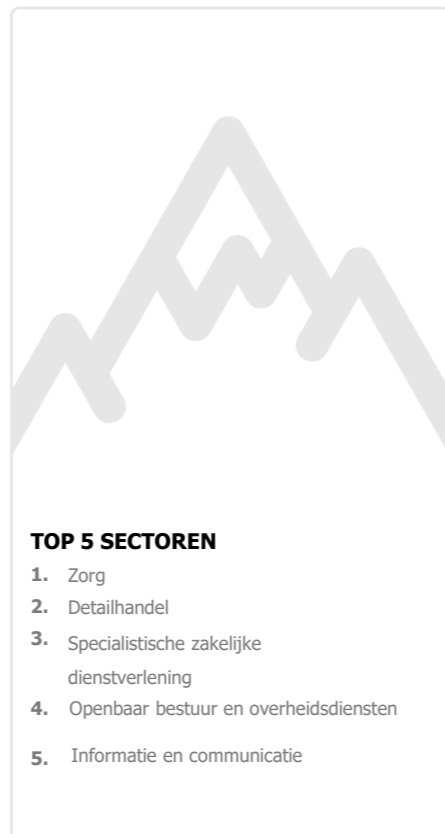 TOP 5 SECTOREN
1. Zorg
2. Detailhandel
3. Specialistische zakelijke
dienstverlening
4. Openbaar bestuur en overheidsdiensten
5. Informatie en communicatie